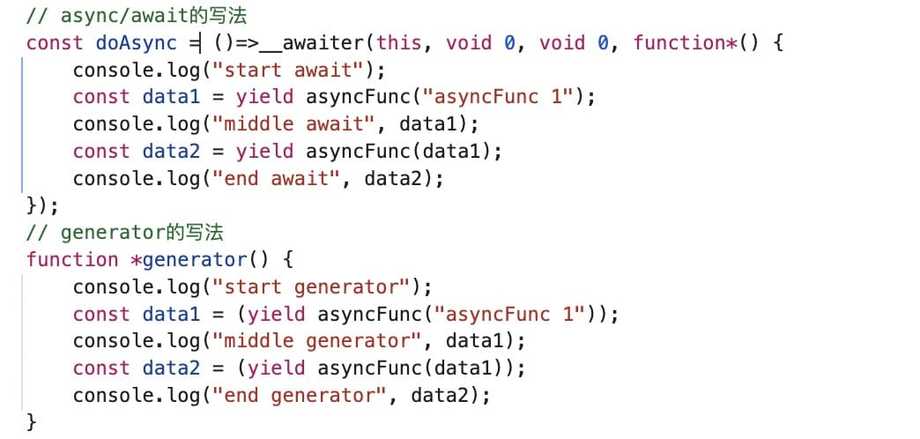 // async/await的写法
const doAsync = ()=>__awaiter(this, void 0, void 0, function*() {
    console.log("start await");
    const data1 = yield asyncFunc("asyncFunc 1");
    console.log("middle await", data1);
    const data2 = yield asyncFunc(data1);
    console.log("end await", data2);
});
// generator的写法
function *generator() {
    console.log("start generator");
    const data1 = (yield asyncFunc("asyncFunc 1"));
    console.log("middle generator", data1);
    const data2 = (yield asyncFunc(data1));
    console.log("end generator", data2);
}